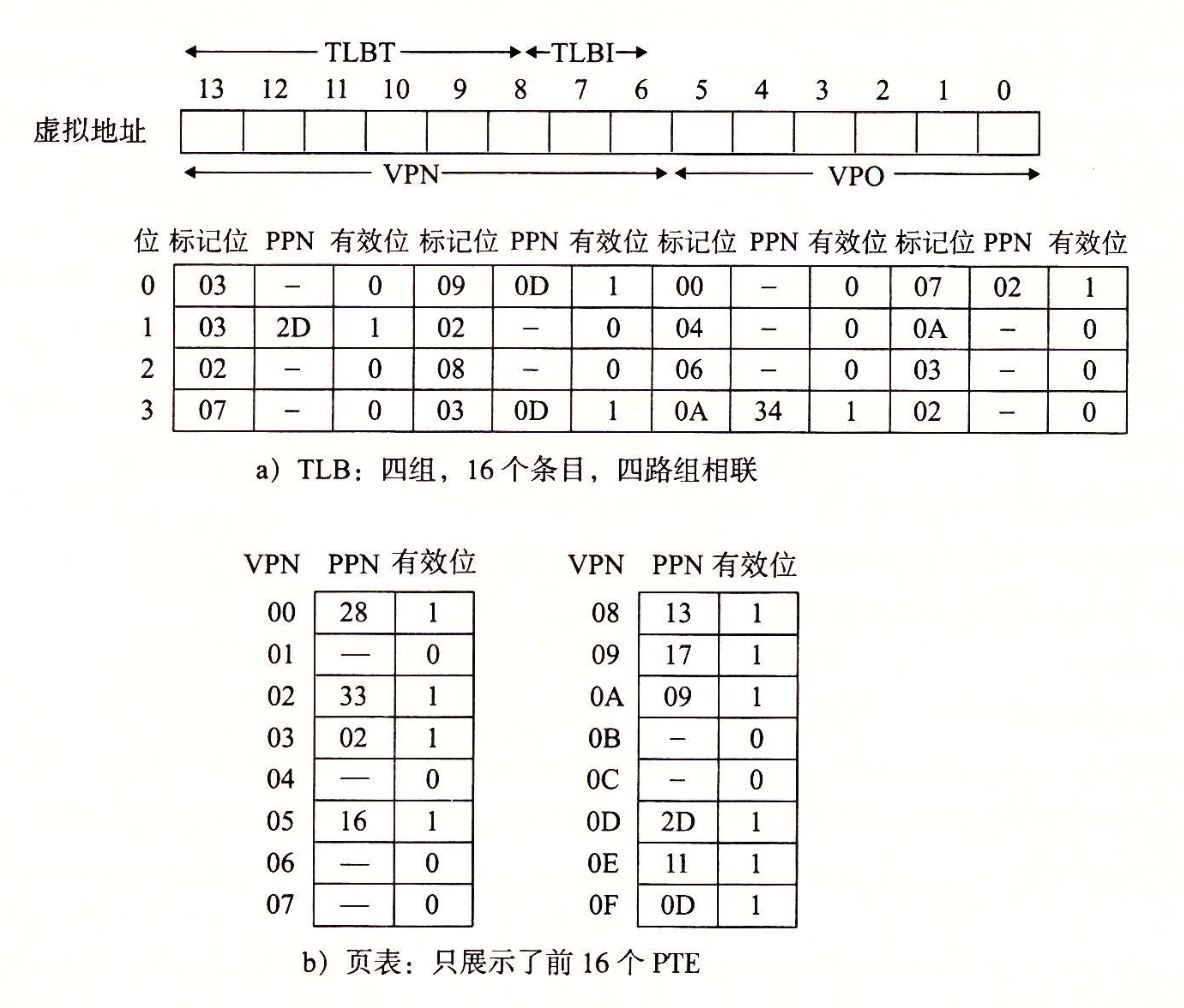 TLBT TLBI
13 12 11 10 9 8 7 6 5 4 3 2 1 0
虚拟地址
VPN VPO
位 标记位 PPN 有效位 标记位 PPN 有效位 标记位 PPN 有效位 标记位 PPN 有效位
0 03 – 0 09 0D 1 00 – 0 07 02 1
1 03 2D 1 02 – 0 04 – 0 0A – 0
2 02 – 0 08 – 0 06 – 0 03 – 0
3 07 – 0 03 0D 1 0A 34 1 02 – 0
a）TLB：四组，16 个条目，四路组相联
VPN PPN 有效位 VPN PPN 有效位
00 28 1 08 13 1
01 — 0 09 17 1
02 33 1 0A 09 1
03 02 1 0B – 0
04 — 0 0C – 0
05 16 1 0D 2D 1
06 — 0 0E 11 1
07 — 0 0F 0D 1
b）页表：只展示了前 16 个 PTE